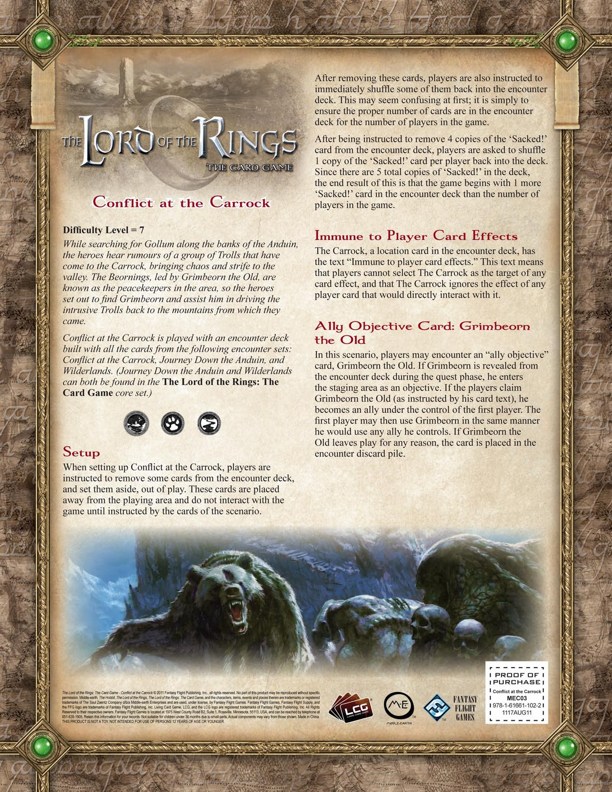 THE LORD OF THE RINGS
THE CARD GAME
Conflict at the Carrock
Difficulty Level = 7
While searching for Gollum along the banks of the Anduin,
the heroes hear rumours of a group of Trolls that have
come to the Carrock, bringing chaos and strife to the
valley. The Beornings, led by Grimbeorn the Old, are
known as the peacekeepers in the area, so the heroes
set out to find Grimbeorn and assist him in driving the
intrusive Trolls back to the mountains from which they
came.
Conflict at the Carrock is played with an encounter deck
built with all the cards from the following encounter sets:
Conflict at the Carrock, Journey Down the Anduin, and
Wilderlands. (Journey Down the Anduin and Wilderlands
can both be found in the The Lord of the Rings: The
Card Game core set.)
Setup
When setting up Conflict at the Carrock, players are
instructed to remove some cards from the encounter deck,
and set them aside, out of play. These cards are placed
away from the playing area and do not interact with the
game until instructed by the cards of the scenario.
After removing these cards, players are also instructed to
immediately shuffle some of them back into the encounter
deck. This may seem confusing at first; it is simply to
ensure the proper number of cards are in the encounter
deck for the number of players in the game.
After being instructed to remove 4 copies of the ‘Sacked!’
card from the encounter deck, players are asked to shuffle
1 copy of the ‘Sacked!’ card per player back into the deck.
Since there are 5 total copies of ‘Sacked!’ in the deck,
the end result of this is that the game begins with 1 more
‘Sacked!’ card in the encounter deck than the number of
players in the game.
Immune to Player Card Effects
The Carrock, a location card in the encounter deck, has
the text “Immune to player card effects.” This text means
that players cannot select The Carrock as the target of any
card effect, and that The Carrock ignores the effect of any
player card that would directly interact with it.
Ally Objective Card: Grimbeorn
the Old
In this scenario, players may encounter an “ally objective”
card, Grimbeorn the Old. If Grimbeorn is revealed from
the encounter deck during the quest phase, he enters
the staging area as an objective. If the players claim
Grimbeorn the Old (as instructed by his card text), he
becomes an ally under the control of the first player. The
first player may then use Grimbeorn in the same manner
he would use any ally he controls. If Grimbeorn the
Old leaves play for any reason, the card is placed in the
encounter discard pile.
LCG
FANTASY
FLIGHT
GAMES
PROOF OF
PURCHASE
Conflict at the Carrock
MEC03
978-1-61661-102-2
1117AUG11